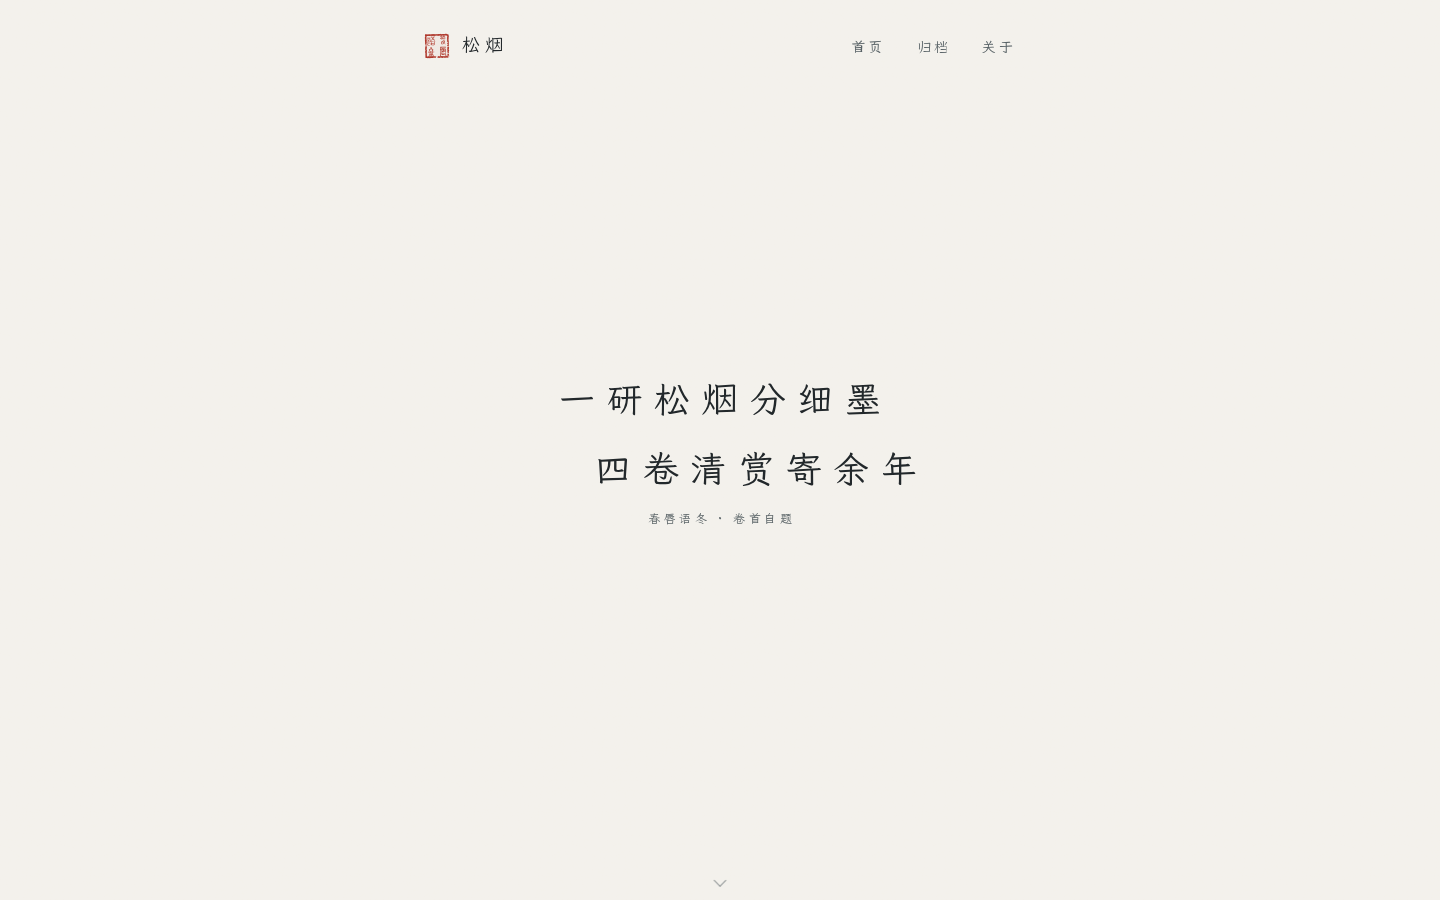 松烟
首页 归档 关于
一研松烟分细墨
四卷清赏寄余年
春唇语冬 · 卷首自题